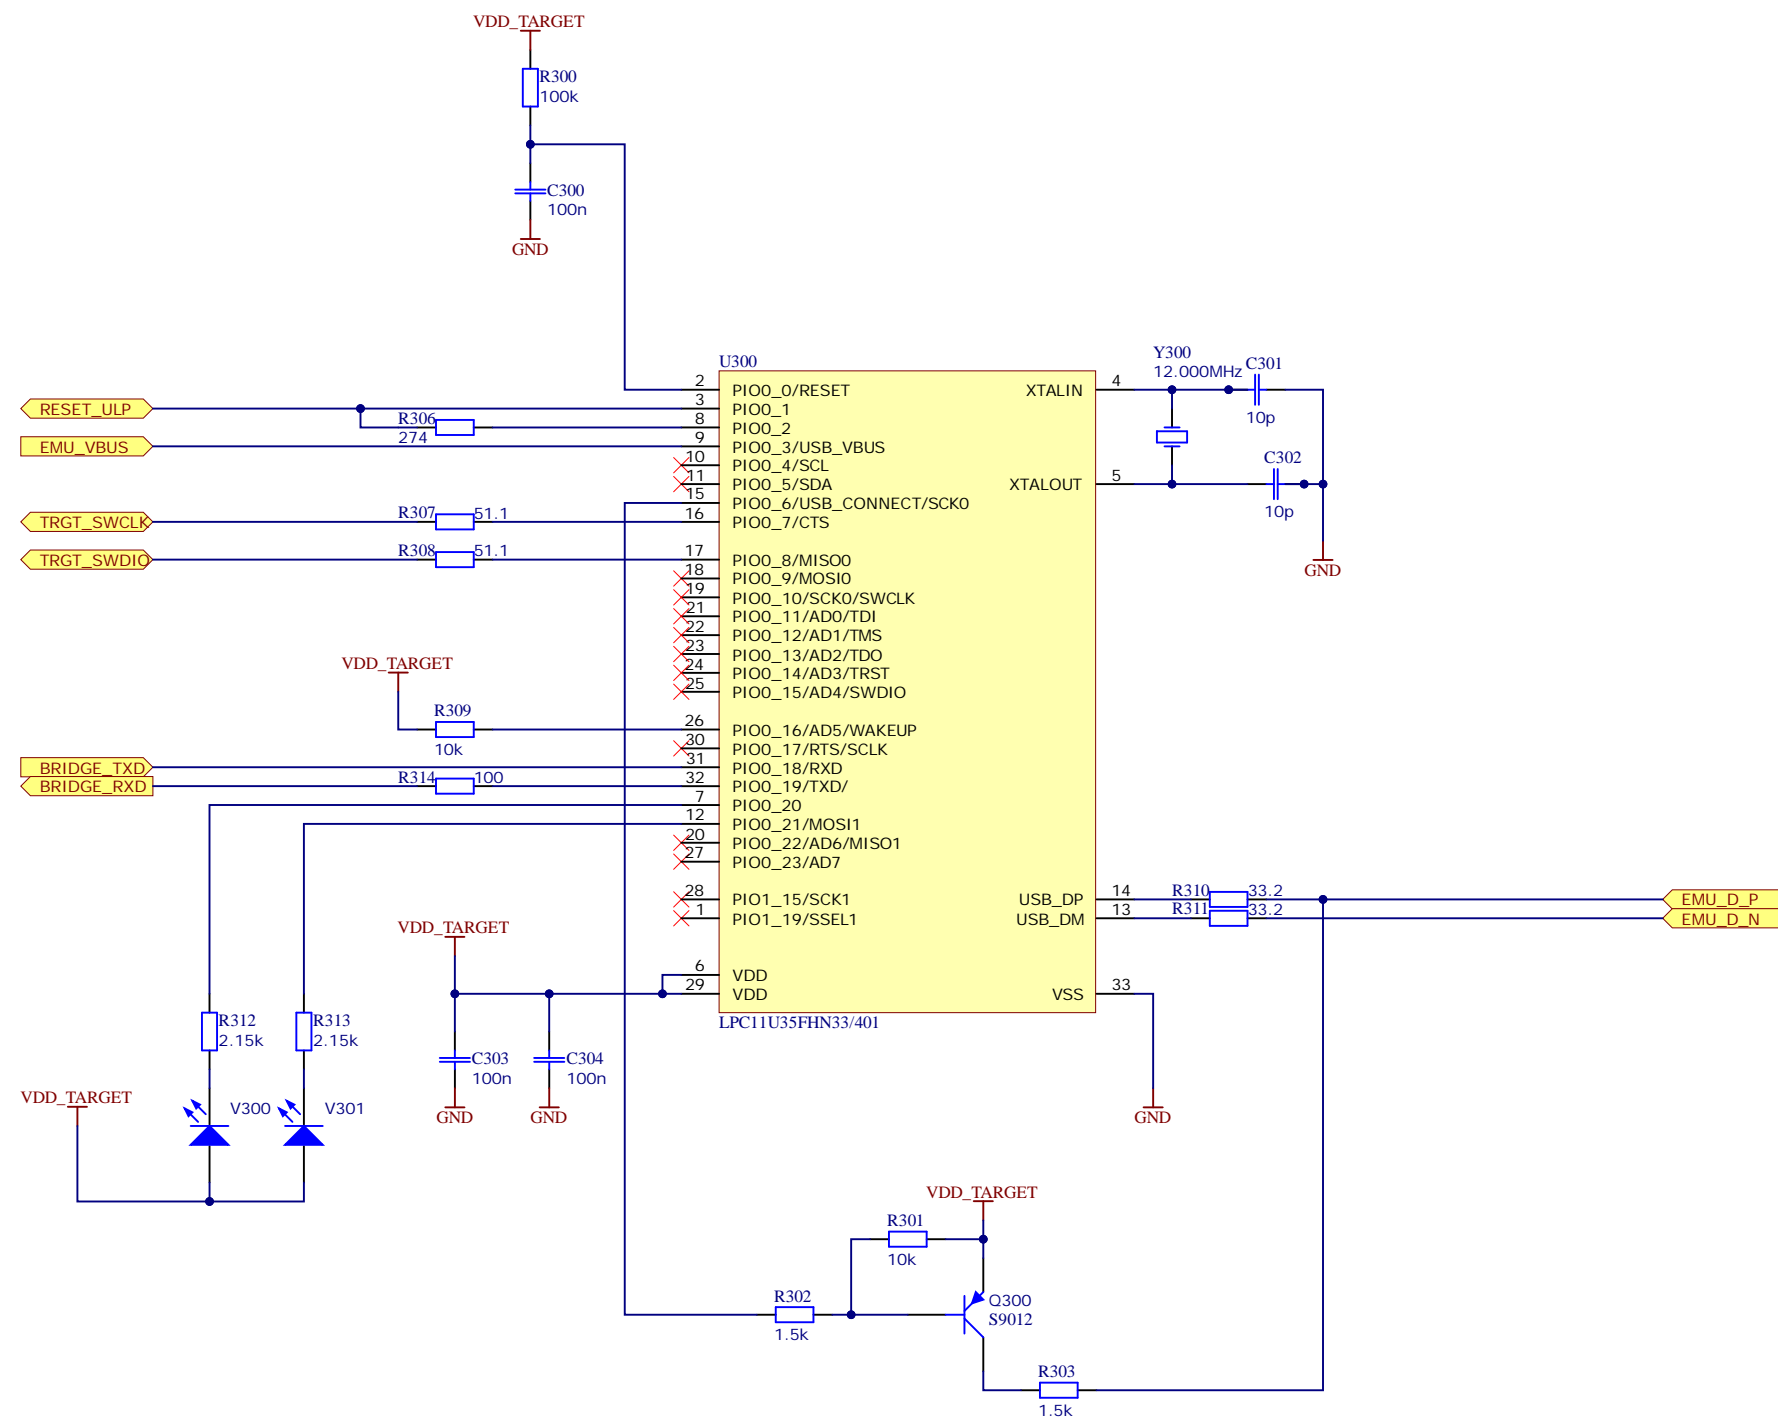 VDD_TARGET
R300
100k
C300
100n
GND
U300
2 PIO0_0/RESET
RESET_ULP 3 PIO0_1
R306 8 PIO0_2
274
EMU_VBUS 9 PIO0_3/USB_VBUS
10 PIO0_4/SCL
11 PIO0_5/SDA
15 PIO0_6/USB_CONNECT/SCK0
TRGT_SWCLK R307 51.1 16 PIO0_7/CTS
TRGT_SWDIO R308 51.1 17 PIO0_8/MISO0
18 PIO0_9/MOSI0
19 PIO0_10/SCK0/SWCLK
21 PIO0_11/AD0/TDI
22 PIO0_12/AD1/TMS
23 PIO0_13/AD2/TDO
24 PIO0_14/AD3/TRST
25 PIO0_15/AD4/SWDIO
VDD_TARGET
R309
10k
26 PIO0_16/AD5/WAKEUP
30 PIO0_17/RTS/SCLK
BRIDGE_TXD 31 PIO0_18/RXD
BRIDGE_RXD R314 100 32 PIO0_19/TXD/
7 PIO0_20
12 PIO0_21/MOSI1
20 PIO0_22/AD6/MISO1
27 PIO0_23/AD7
28 PIO1_15/SCK1
1 PIO1_19/SSEL1
6 VDD
29 VDD
LPC11U35FHN33/401
XTALIN 4
XTALOUT 5
Y300
12.000MHz
C301
10p
C302
10p
GND
USB_DP 14 R310 33.2 EMU_D_P
USB_DM 13 R311 33.2 EMU_D_N
VSS 33
GND
VDD_TARGET
C303
100n
GND
C304
100n
GND
R312
2.15k
R313
2.15k
VDD_TARGET
V300
V301
VDD_TARGET
R301
10k
R302
1.5k
Q300
S9012
R303
1.5k